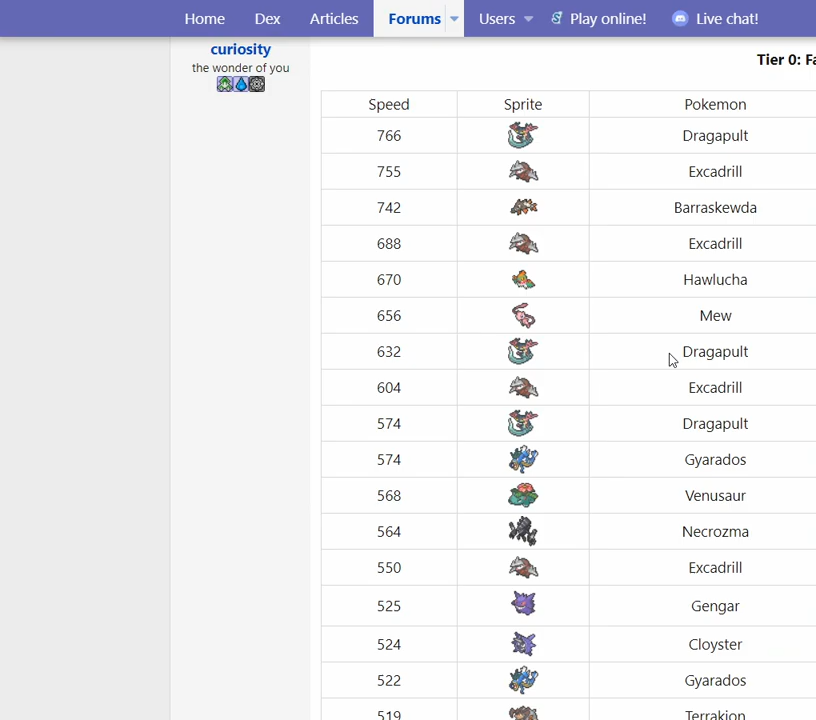 Home Dex Articles Forums Users Play online! Live chat!
curiosity
the wonder of you
Tier 0: Fa
Speed Sprite Pokemon
766 Dragapult
755 Excadrill
742 Barraskewda
688 Excadrill
670 Hawlucha
656 Mew
632 Dragapult
604 Excadrill
574 Dragapult
574 Gyarados
568 Venusaur
564 Necrozma
550 Excadrill
525 Gengar
524 Cloyster
522 Gyarados
519 Terrakion